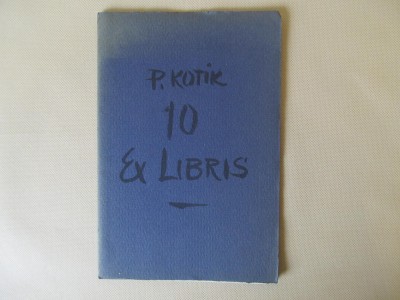 P. KOTIK
10
EX LIBRIS